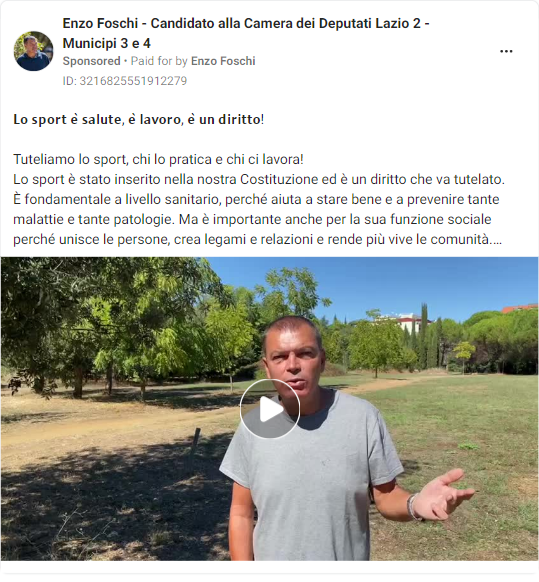 Enzo Foschi - Candidato alla Camera dei Deputati Lazio 2 -
Municipi 3 e 4
Sponsored • Paid for by Enzo Foschi
ID: 3216825551912279
Lo sport è salute, è lavoro, è un diritto!
Tuteliamo lo sport, chi lo pratica e chi ci lavora!
Lo sport è stato inserito nella nostra Costituzione ed è un diritto che va tutelato.
È fondamentale a livello sanitario, perché aiuta a stare bene e a prevenire tante
malattie e tante patologie. Ma è importante anche per la sua funzione sociale
perché unisce le persone, crea legami e relazioni e rende più vive le comunità....